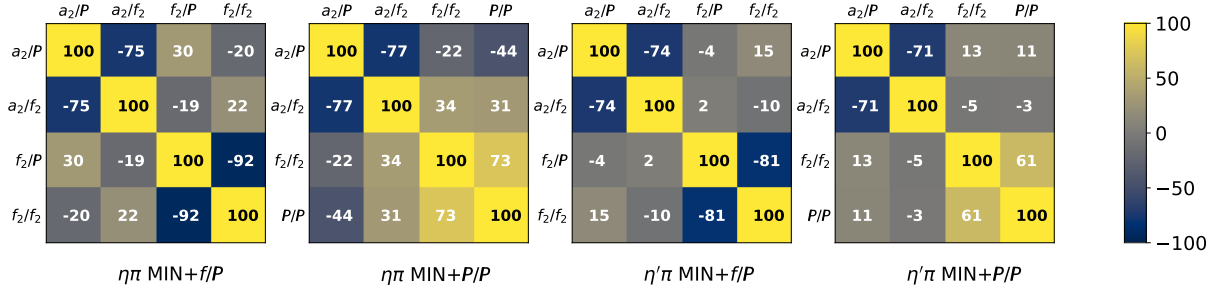 a₂/P a₂/f₂ f₂/P f₂/f₂ a₂/P a₂/f₂ f₂/f₂ P/P a₂/P a₂/f₂ f₂/P f₂/f₂ a₂/P a₂/f₂ f₂/f₂ P/P
a₂/P 100 -75 30 -20 a₂/P 100 -77 -22 -44 a₂/P 100 -74 -4 15 a₂/P 100 -71 13 11 100
a₂/f₂ -75 100 -19 22 a₂/f₂ -77 100 34 31 a₂/f₂ -74 100 2 -10 a₂/f₂ -71 100 -5 -3 50
0
f₂/P 30 -19 100 -92 f₂/f₂ -22 34 100 73 f₂/P -4 2 100 -81 f₂/f₂ 13 -5 100 61 −50
f₂/f₂ -20 22 -92 100 P/P -44 31 73 100 f₂/f₂ 15 -10 -81 100 P/P 11 -3 61 100 −100
ηπ MIN+f/P ηπ MIN+P/P η′π MIN+f/P η′π MIN+P/P